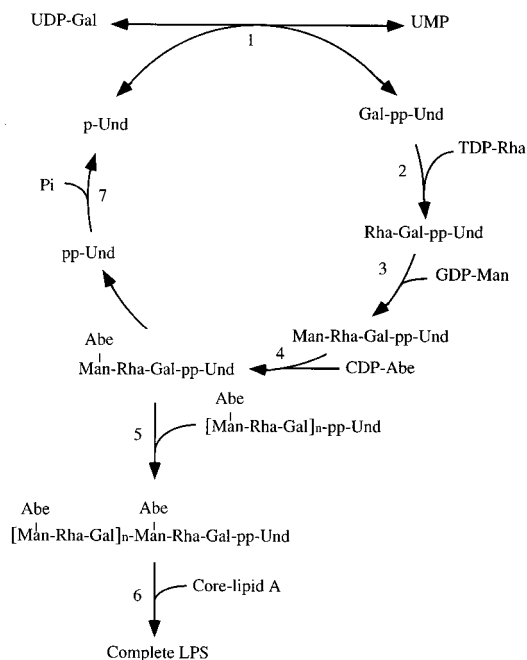 UDP-Gal UMP
1
p-Und Gal-pp-Und
2 TDP-Rha
Pi 7
Rha-Gal-pp-Und
pp-Und 3 GDP-Man
Man-Rha-Gal-pp-Und
Abe 4
Man-Rha-Gal-pp-Und CDP-Abe
Abe
5 [Man-Rha-Gal]n-pp-Und
Abe Abe
[Man-Rha-Gal]n-Man-Rha-Gal-pp-Und
6 Core-lipid A
Complete LPS